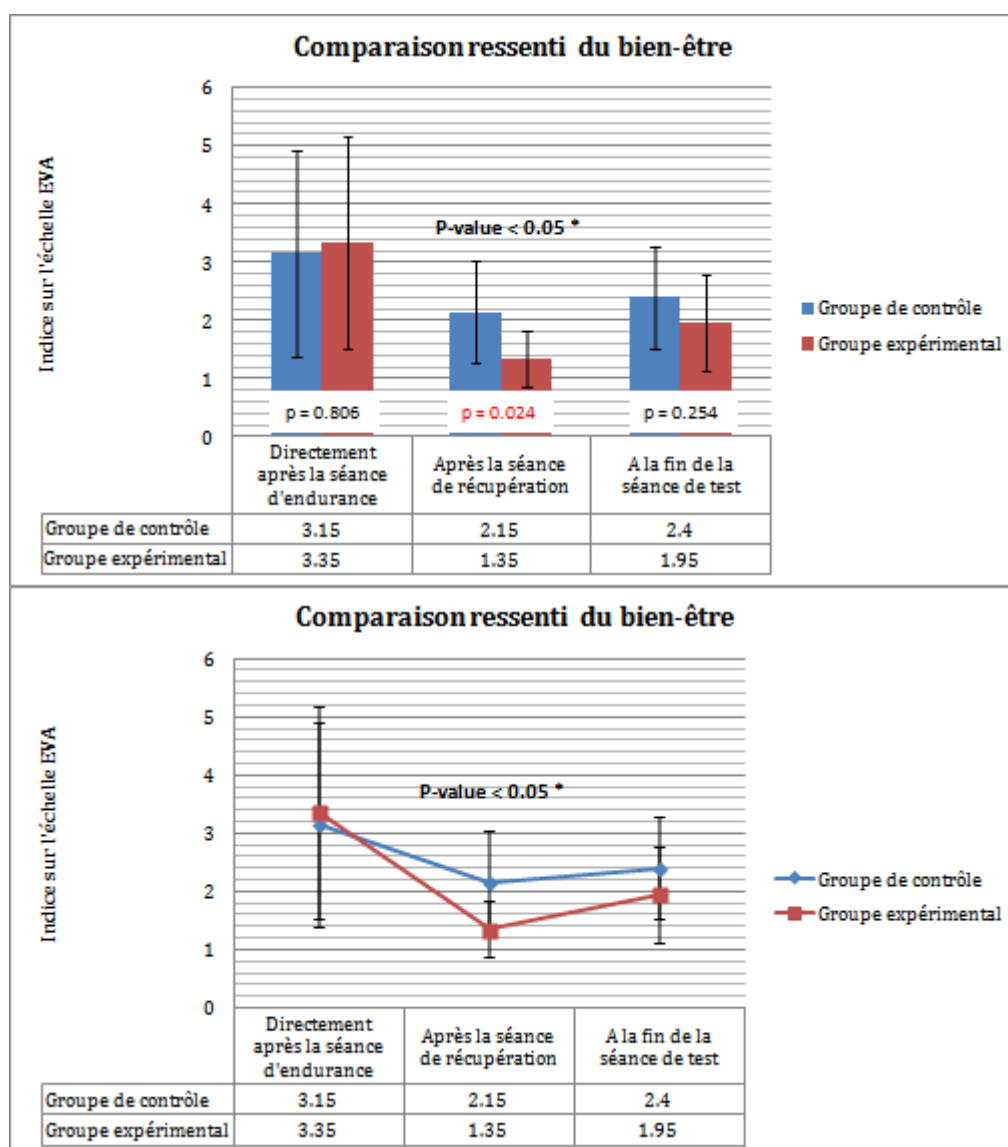 Comparaison ressenti du bien-être
Indice sur l'échelle EVA
6
5
4
3
2
1
0
P-value < 0.05 *
p = 0.806
p = 0.024
p = 0.254
Groupe de contrôle
Groupe expérimental
Directement après la séance d'endurance
Après la séance de récupération
A la fin de la séance de test
Groupe de contrôle 3.15 2.15 2.4
Groupe expérimental 3.35 1.35 1.95
Comparaison ressenti du bien-être
Indice sur l'échelle EVA
6
5
4
3
2
1
0
P-value < 0.05 *
Groupe de contrôle
Groupe expérimental
Directement après la séance d'endurance
Après la séance de récupération
A la fin de la séance de test
Groupe de contrôle 3.15 2.15 2.4
Groupe expérimental 3.35 1.35 1.95